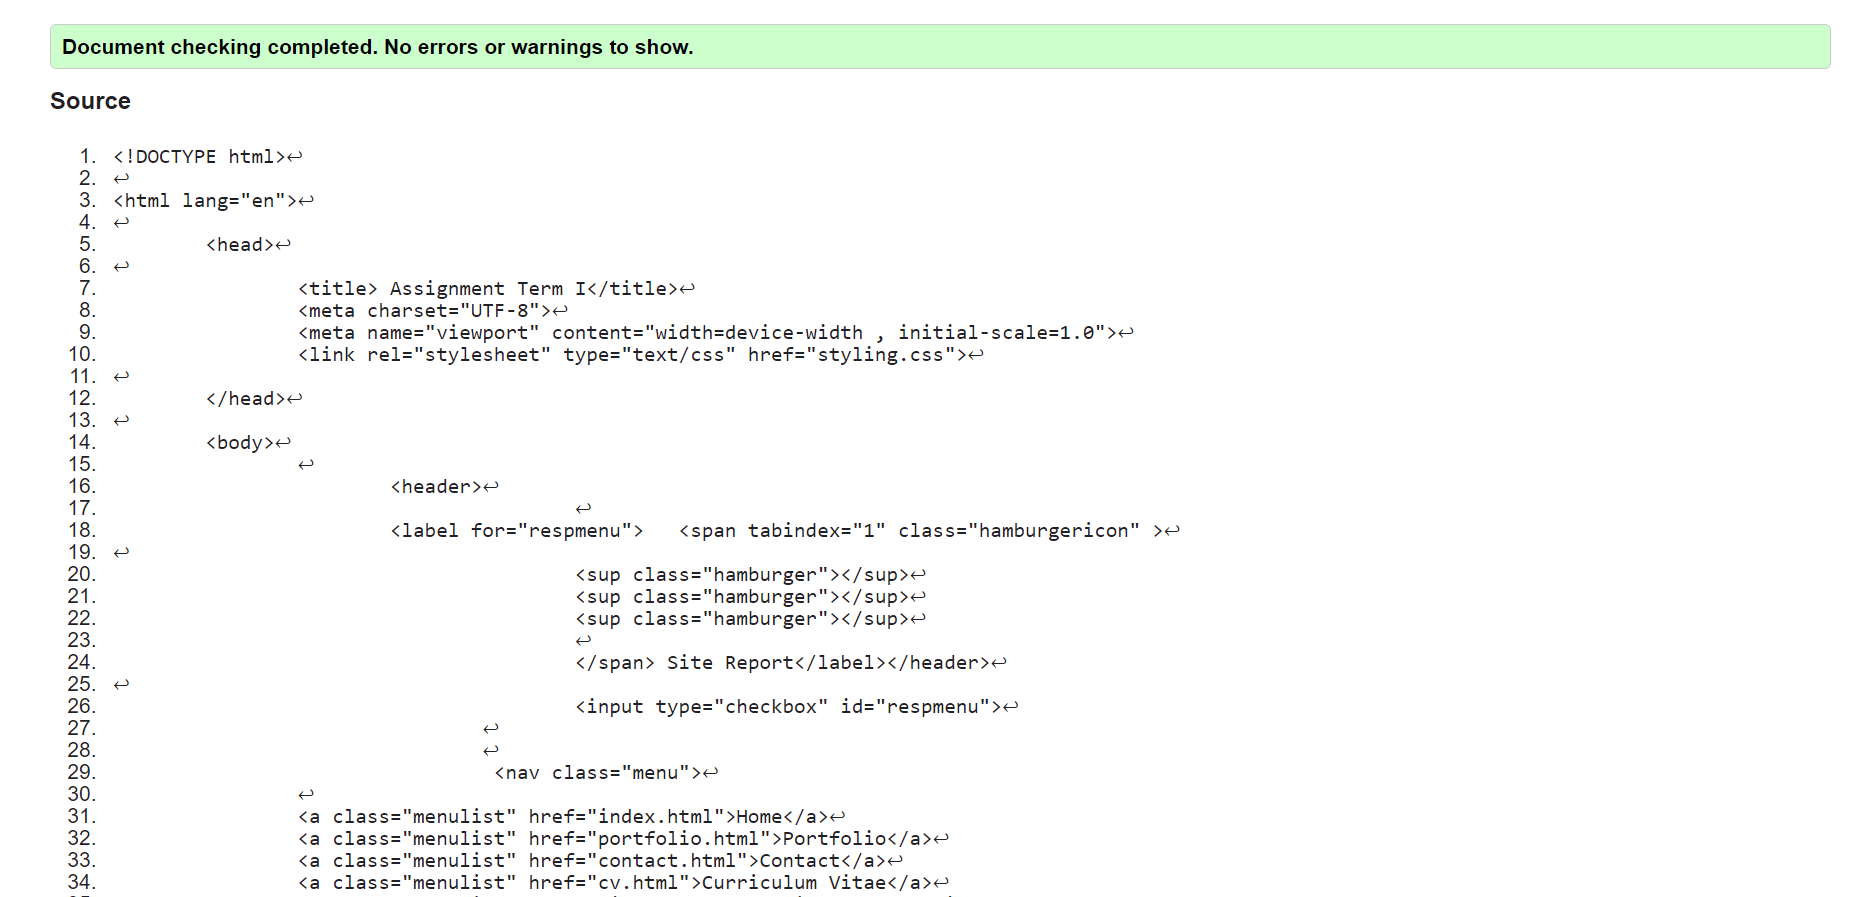 Document checking completed. No errors or warnings to show.
Source
1. <!DOCTYPE html>↩
2. ↩
3. <html lang="en">↩
4. ↩
5. <head>↩
6. ↩
7. <title> Assignment Term I</title>↩
8. <meta charset="UTF-8">↩
9. <meta name="viewport" content="width=device-width , initial-scale=1.0">↩
10. <link rel="stylesheet" type="text/css" href="styling.css">↩
11. ↩
12. </head>↩
13. ↩
14. <body>↩
15. ↩
16. <header>↩
17. ↩
18. <label for="respmenu">   <span tabindex="1" class="hamburgericon" >↩
19. ↩
20. <sup class="hamburger"></sup>↩
21. <sup class="hamburger"></sup>↩
22. <sup class="hamburger"></sup>↩
23. ↩
24. </span> Site Report</label></header>↩
25. ↩
26. <input type="checkbox" id="respmenu">↩
27. ↩
28. ↩
29. <nav class="menu">↩
30. ↩
31. <a class="menulist" href="index.html">Home</a>↩
32. <a class="menulist" href="portfolio.html">Portfolio</a>↩
33. <a class="menulist" href="contact.html">Contact</a>↩
34. <a class="menulist" href="cv.html">Curriculum Vitae</a>↩